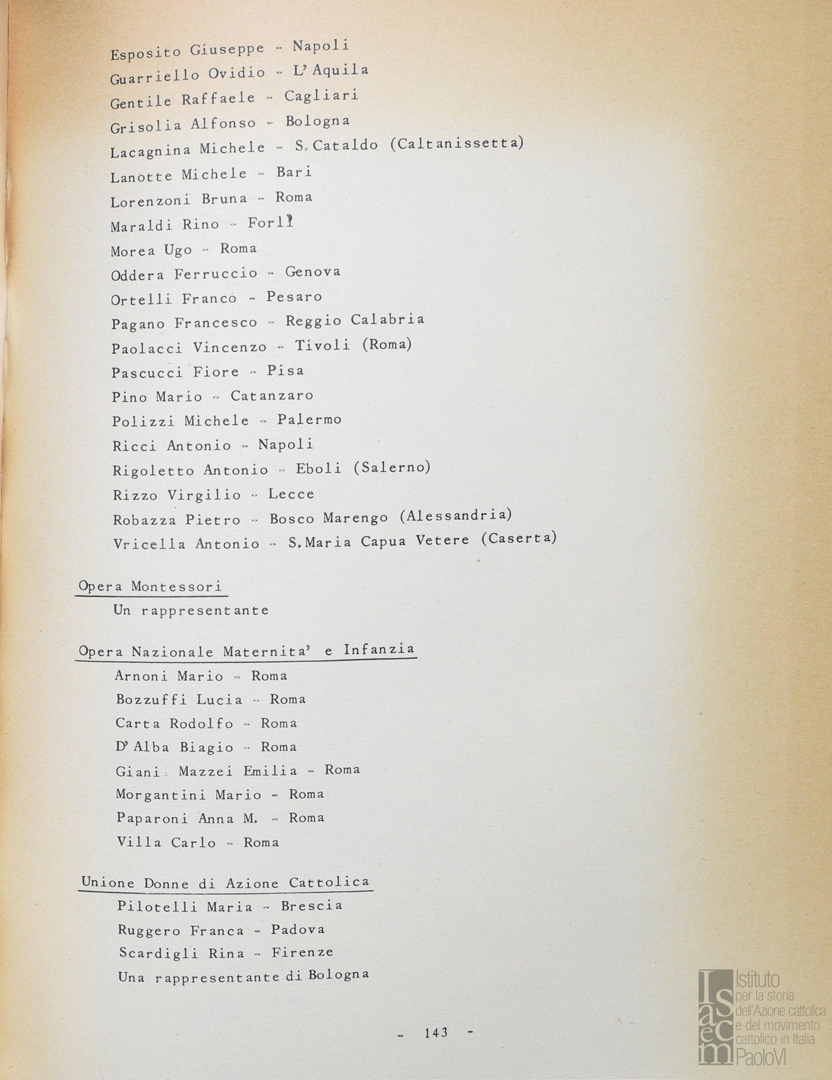 Esposito Giuseppe - Napoli
Guarriello Ovidio - L'Aquila
Gentile Raffaele - Cagliari
Grisolia Alfonso - Bologna
Lacagnina Michele - S.Cataldo (Caltanissetta)
Lanotte Michele - Bari
Lorenzoni Bruna - Roma
Maraldi Rino - Forlì
Morea Ugo - Roma
Oddera Ferruccio - Genova
Ortelli Franco - Pesaro
Pagano Francesco - Reggio Calabria
Paolacci Vincenzo - Tivoli (Roma)
Pascucci Fiore - Pisa
Pino Mario - Catanzaro
Polizzi Michele - Palermo
Ricci Antonio - Napoli
Rigoletto Antonio - Eboli (Salerno)
Rizzo Virgilio - Lecce
Robazza Pietro - Bosco Marengo (Alessandria)
Vricella Antonio - S.Maria Capua Vetere (Caserta)
Opera Montessori
Un rappresentante
Opera Nazionale Maternita' e Infanzia
Arnoni Mario - Roma
Bozzuffi Lucia - Roma
Carta Rodolfo - Roma
D'Alba Biagio - Roma
Giani Mazzei Emilia - Roma
Morgantini Mario - Roma
Paparoni Anna M. - Roma
Villa Carlo - Roma
Unione Donne di Azione Cattolica
Pilotelli Maria - Brescia
Ruggero Franca - Padova
Scardigli Rina - Firenze
Una rappresentante di Bologna
- 143 -
Isacem
Istituto
per la storia
dell'Azione cattolica
e del movimento
cattolico in Italia
PaoloVI